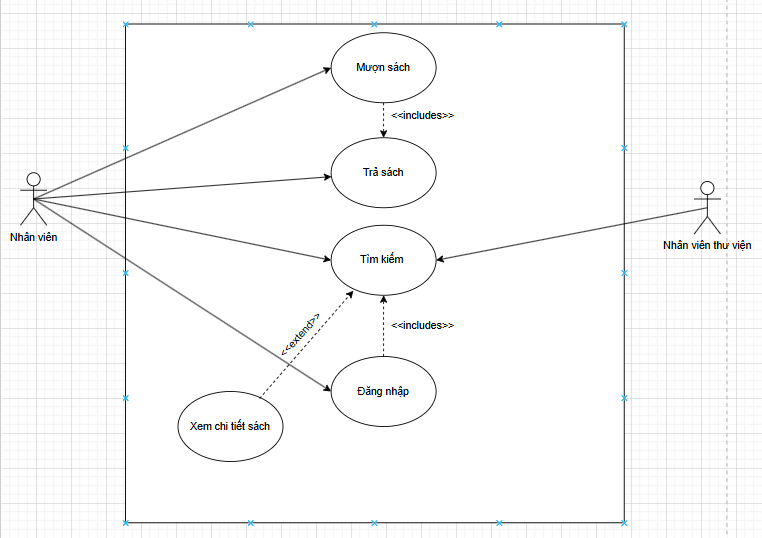 Mượn sách
<<includes>>
Trả sách
Nhân viên
Nhân viên thư viện
Tìm kiếm
<<extend>>
<<includes>>
Đăng nhập
Xem chi tiết sách